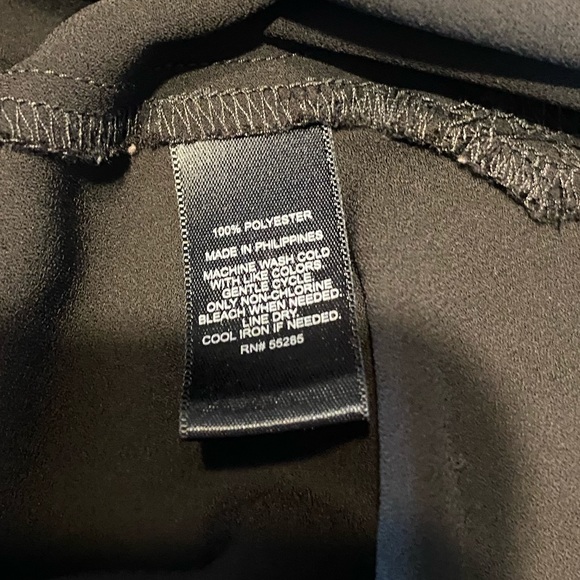 100% POLYESTER
MADE IN PHILIPPINES
MACHINE WASH COLD
WITH LIKE COLORS
GENTLE CYCLE
ONLY NON-CHLORINE
BLEACH WHEN NEEDED.
LINE DRY.
COOL IRON IF NEEDED.
RN# 55285